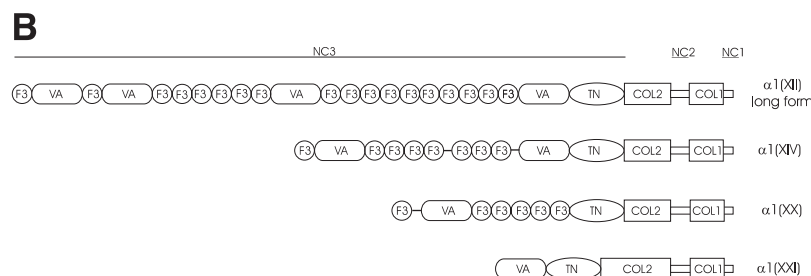 B
NC3 NC2 NC1
F3 VA F3 VA F3 F3 F3 F3 F3 F3 VA F3 F3 F3 F3 F3 F3 F3 F3 F3 F3 VA TN COL2 COL1 α1(XII)
long form
F3 VA F3 F3 F3 F3 F3 F3 F3 VA TN COL2 COL1 α1(XIV)
F3 VA F3 F3 F3 F3 F3 TN COL2 COL1 α1(XX)
VA TN COL2 COL1 α1(XXI)